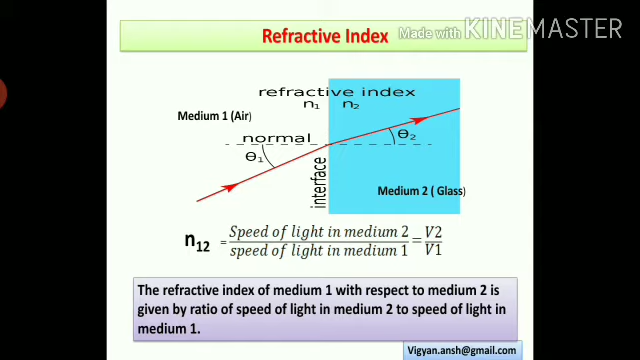 Refractive Index
Made with KINEMASTER
refractive index
n₁ n₂
Medium 1 (Air)
normal
θ₁
θ₂
interface
Medium 2 ( Glass)
n₁₂ = Speed of light in medium 2 / speed of light in medium 1 = V2 / V1
The refractive index of medium 1 with respect to medium 2 is
given by ratio of speed of light in medium 2 to speed of light in
medium 1.
Vigyan.ansh@gmail.com